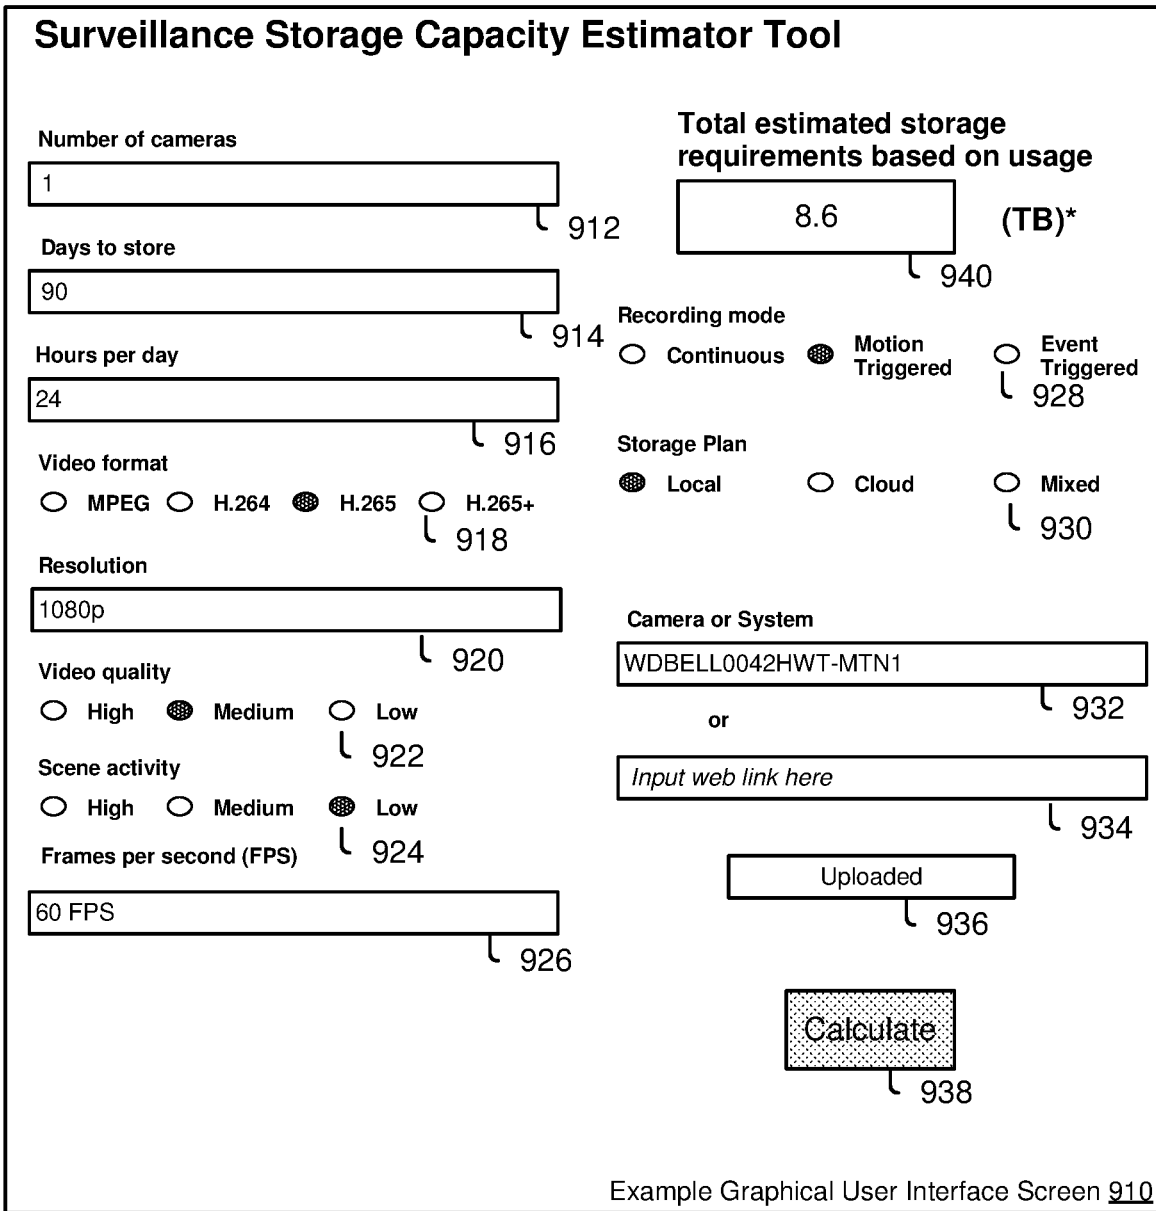 Surveillance Storage Capacity Estimator Tool
Number of cameras
1
912
Days to store
90
914
Hours per day
24
916
Video format
MPEG H.264 H.265 H.265+
918
Resolution
1080p
920
Video quality
High Medium Low
922
Scene activity
High Medium Low
924
Frames per second (FPS)
60 FPS
926
Total estimated storage
requirements based on usage
8.6 (TB)*
940
Recording mode
Continuous Motion Triggered Event Triggered
928
Storage Plan
Local Cloud Mixed
930
Camera or System
WDBELL0042HWT-MTN1
932
or
Input web link here
934
Uploaded
936
Calculate
938
Example Graphical User Interface Screen 910